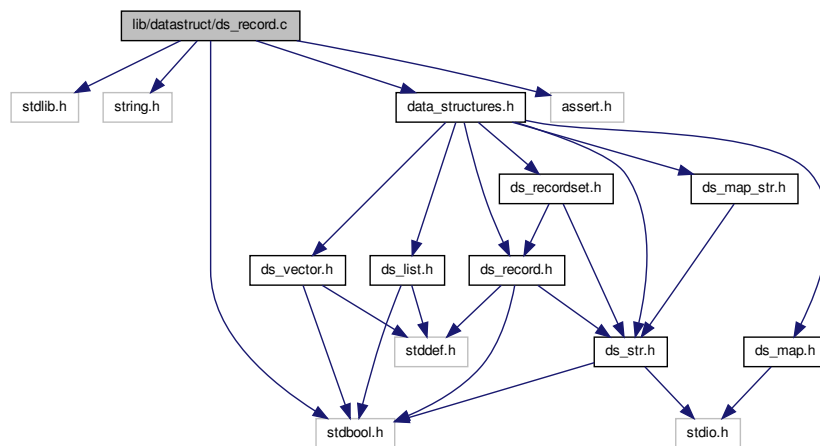 lib/datastruct/ds_record.c
stdlib.h
string.h
data_structures.h
assert.h
ds_recordset.h
ds_map_str.h
ds_vector.h
ds_list.h
ds_record.h
stddef.h
ds_str.h
ds_map.h
stdbool.h
stdio.h